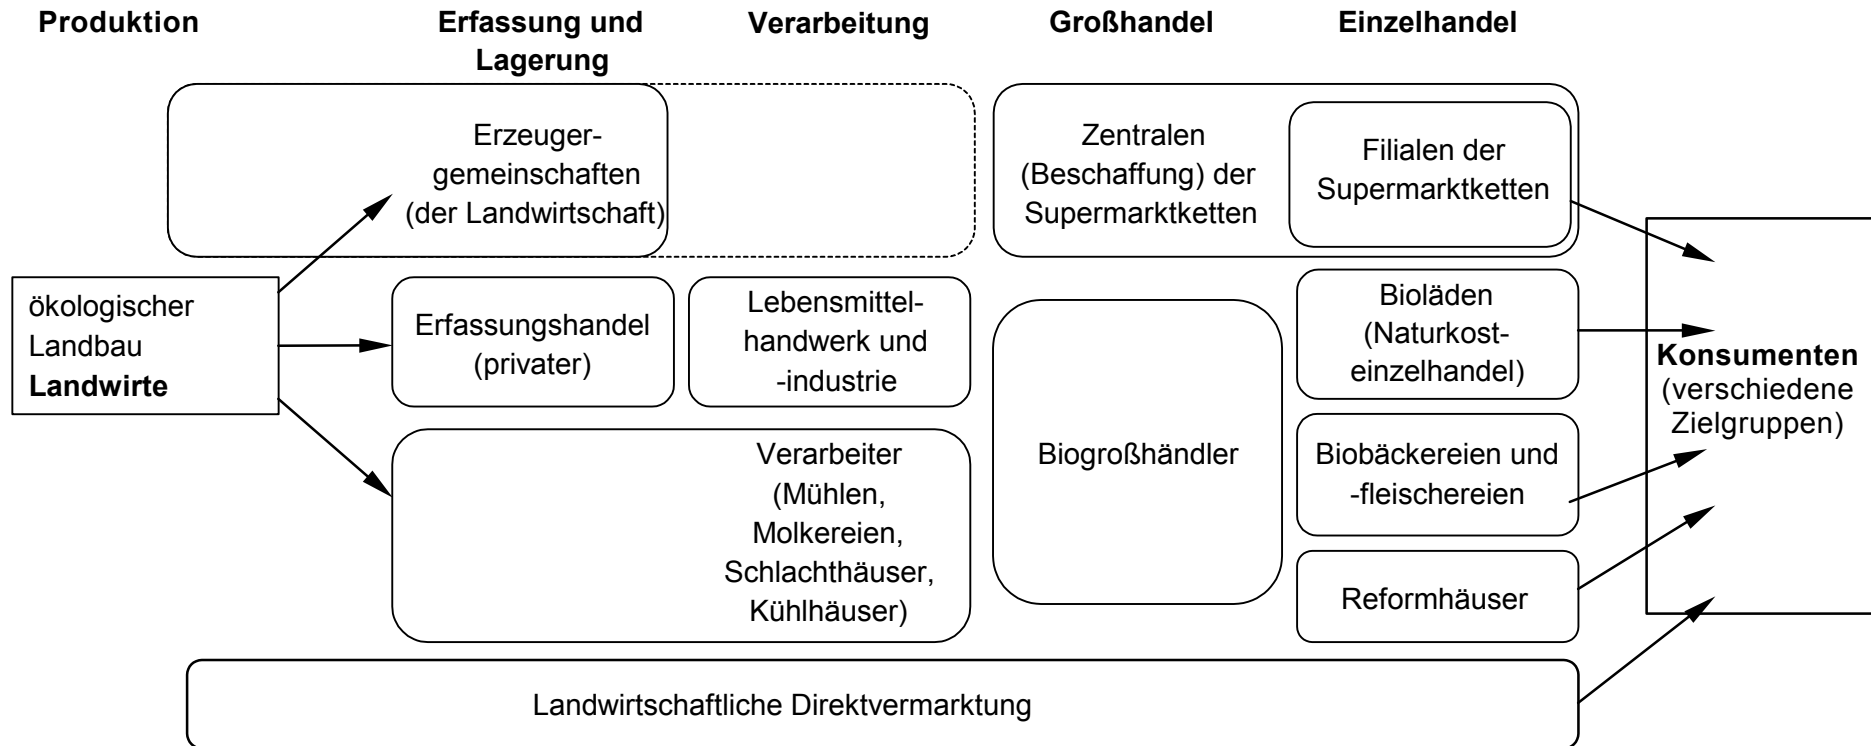 Produktion
Erfassung und
Lagerung
Verarbeitung
Großhandel
Einzelhandel
Erzeuger-
gemeinschaften
(der Landwirtschaft)
Zentralen
(Beschaffung) der
Supermarktketten
Filialen der
Supermarktketten
ökologischer
Landbau
Landwirte
Erfassungshandel
(privater)
Lebensmittel-
handwerk und
-industrie
Bioläden
(Naturkost-
einzelhandel)
Konsumenten
(verschiedene
Zielgruppen)
Verarbeiter
(Mühlen,
Molkereien,
Schlachthäuser,
Kühlhäuser)
Biogroßhändler
Biobäckereien und
-fleischereien
Reformhäuser
Landwirtschaftliche Direktvermarktung